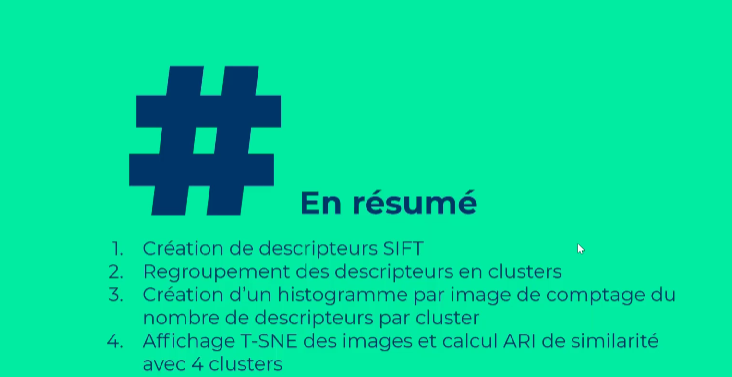 #
En résumé
1. Création de descripteurs SIFT
2. Regroupement des descripteurs en clusters
3. Création d'un histogramme par image de comptage du
nombre de descripteurs par cluster
4. Affichage T-SNE des images et calcul ARI de similarité
avec 4 clusters